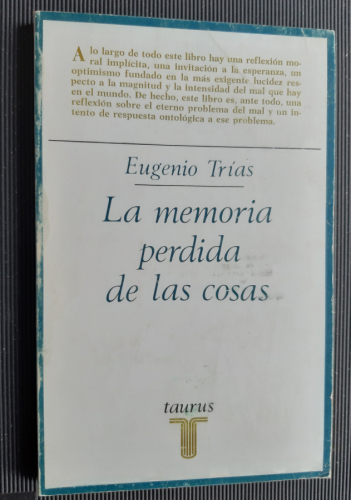 A lo largo de todo este libro hay una reflexión mo-
ral implícita, una invitación a la esperanza, un
optimismo fundado en la más exigente lucidez res-
pecto a la magnitud y la intensidad del mal que hay
en el mundo. De hecho, este libro es, ante todo, una
reflexión sobre el eterno problema del mal y un in-
tento de respuesta ontológica a ese problema.
Eugenio Trías
La memoria
perdida
de las cosas
taurus